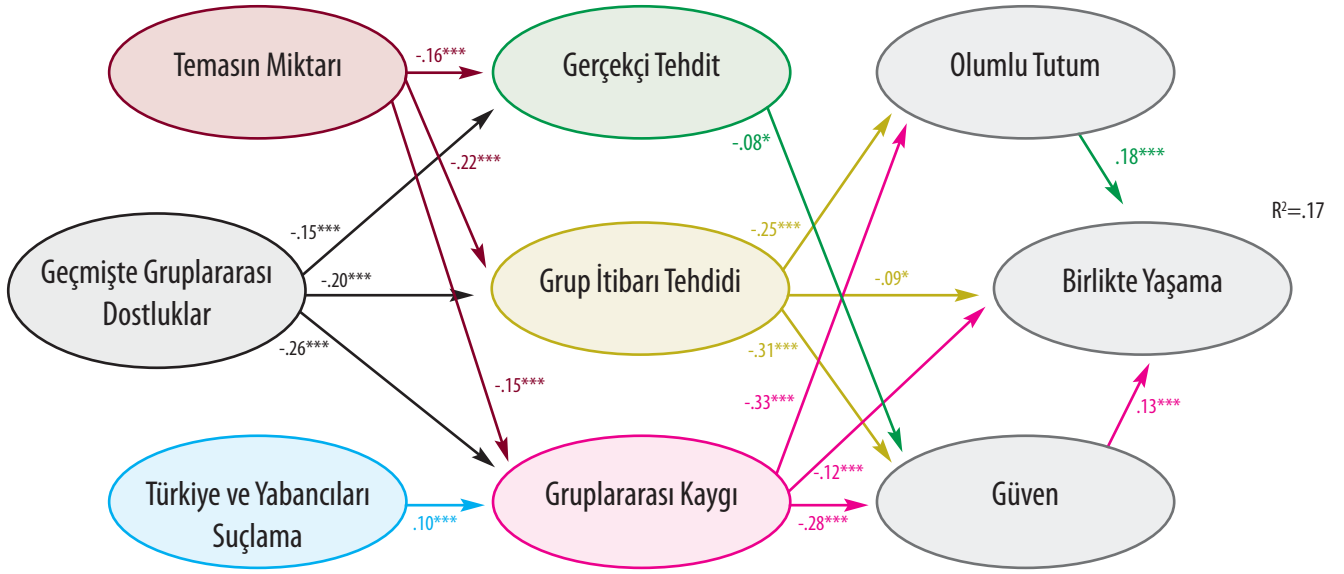 Temasın Miktarı
-.16***
Gerçekçi Tehdit
Olumlu Tutum
-.08*
-.22***
.18***
R²=.17
-.15***
-.25***
Geçmişte Gruplararası
Dostluklar
-.20***
Grup İtibarı Tehdidi
-.09*
Birlikte Yaşama
-.26***
-.31***
-.15***
-.33***
.13***
-.12***
Türkiye ve Yabancıları
Suçlama
.10***
Gruplararası Kaygı
-.28***
Güven